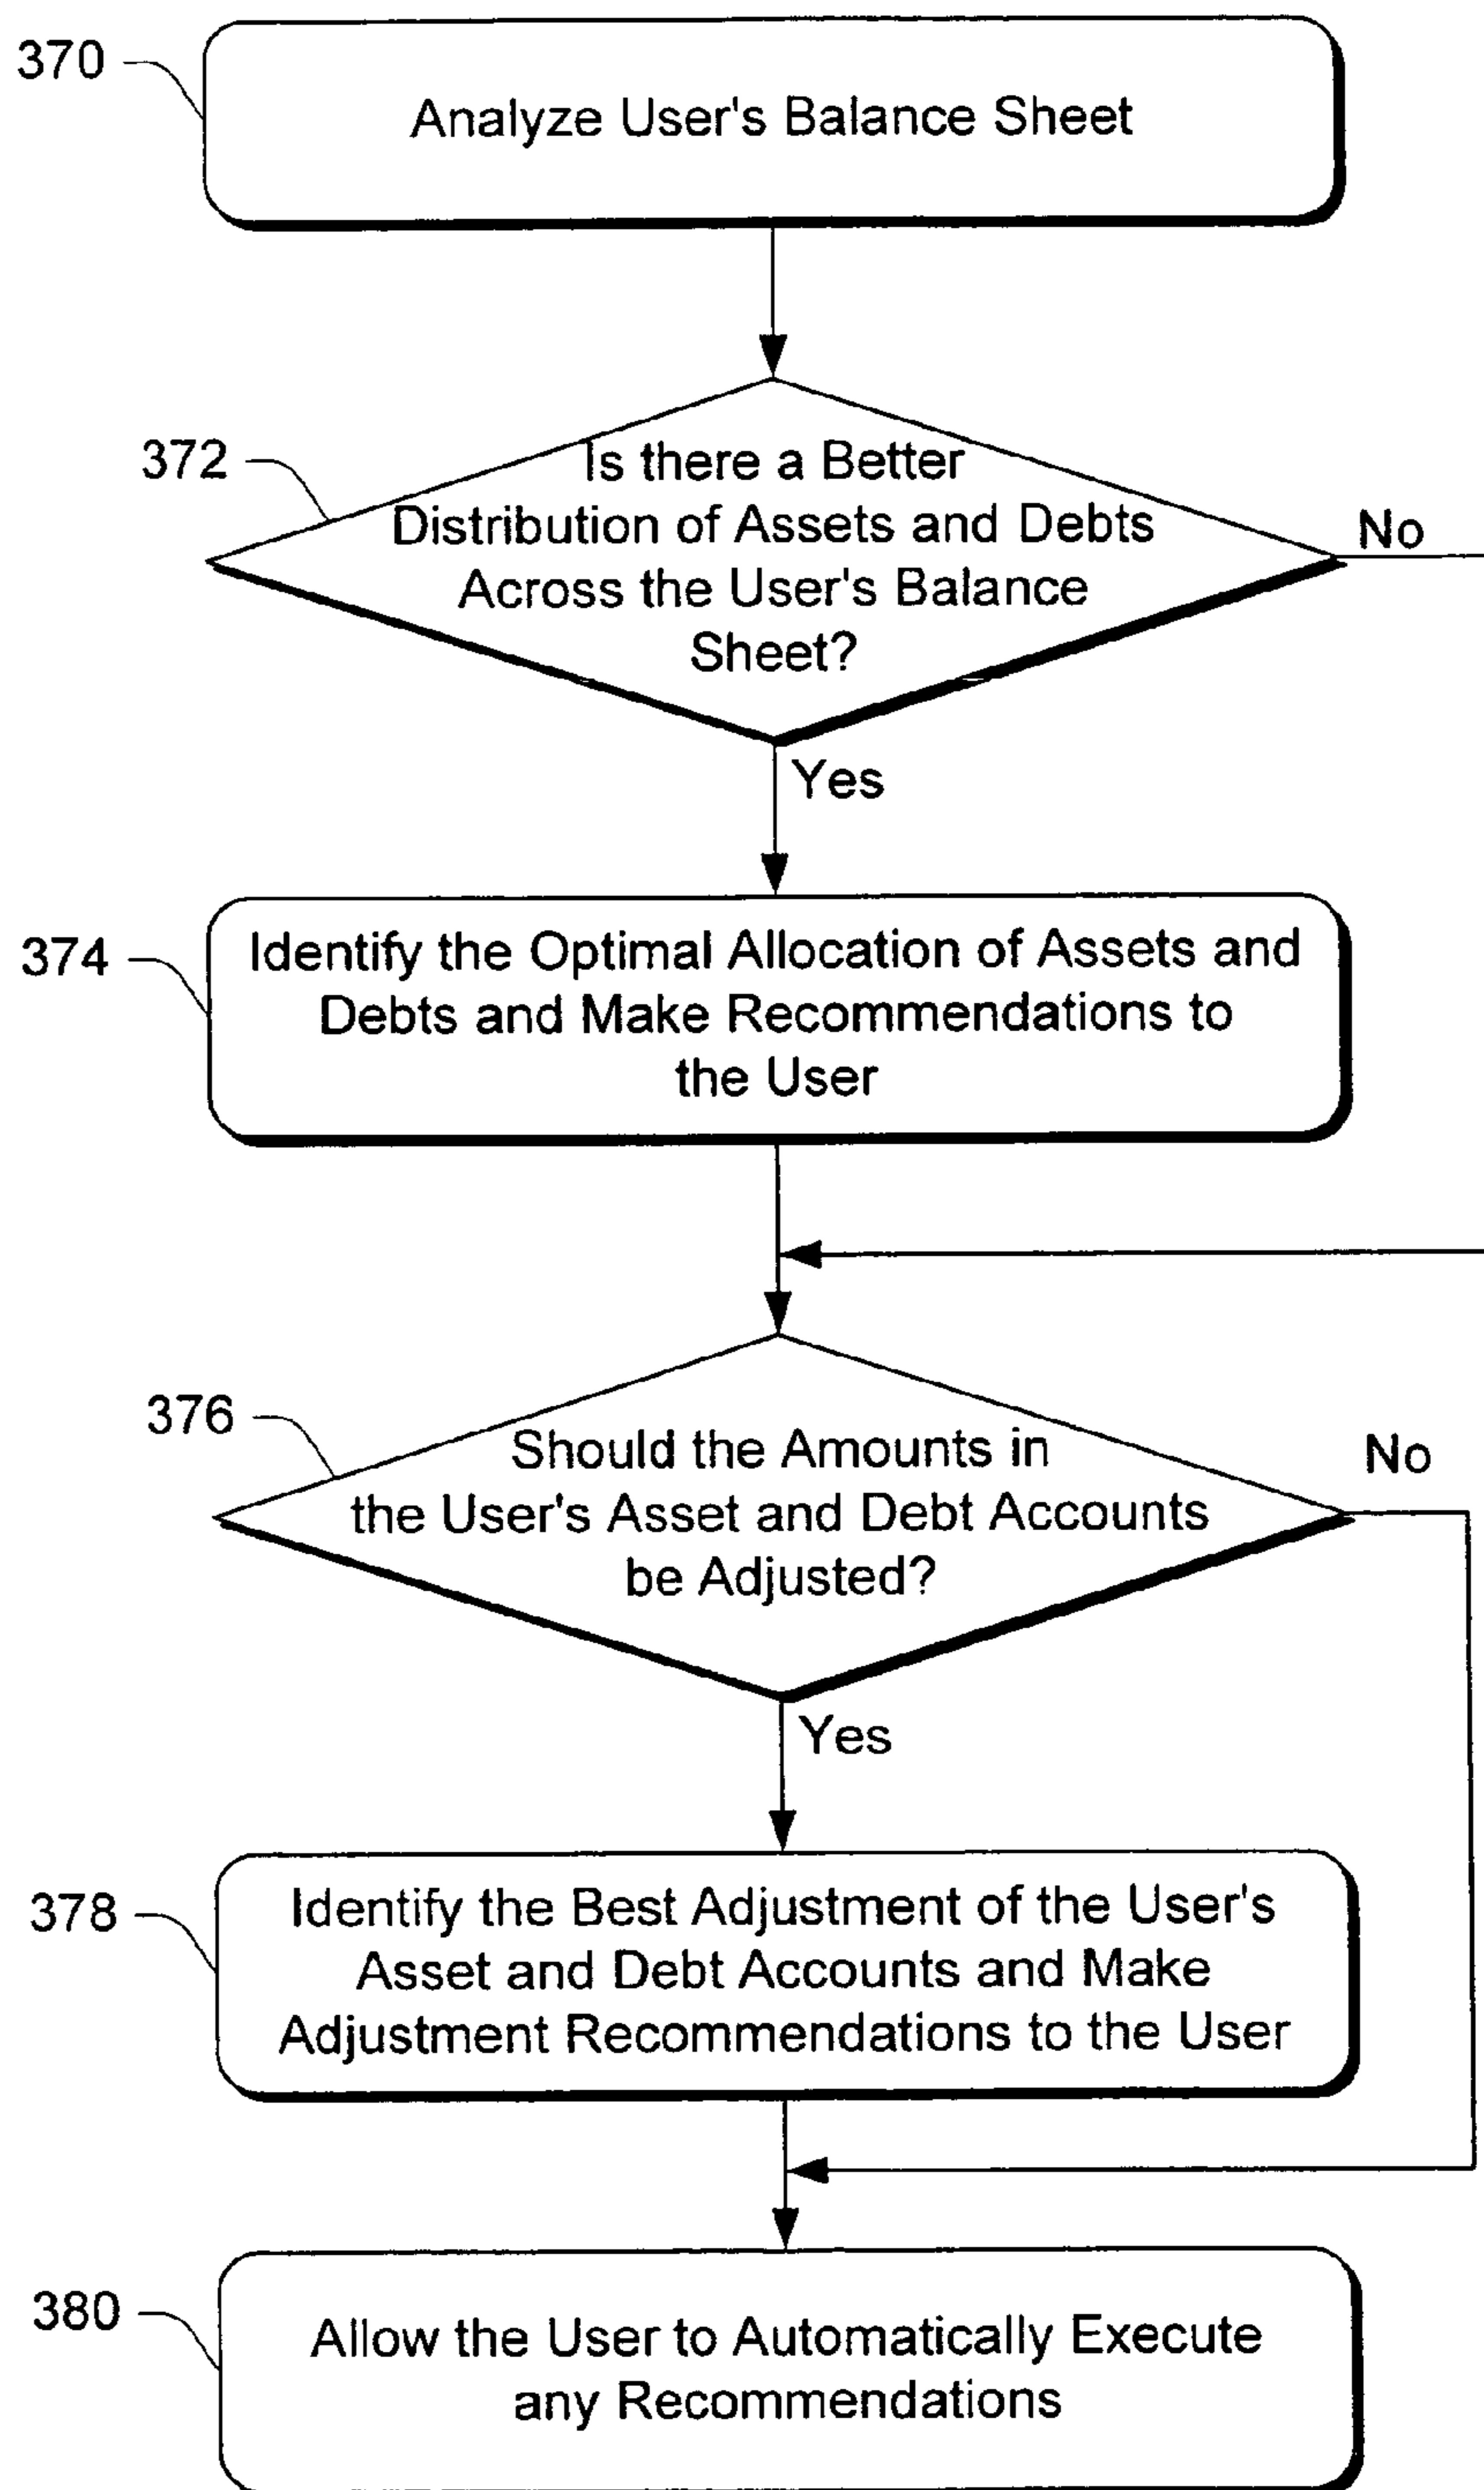 370
Analyze User's Balance Sheet
372
Is there a Better
Distribution of Assets and Debts
Across the User's Balance
Sheet?
No
Yes
374
Identify the Optimal Allocation of Assets and
Debts and Make Recommendations to
the User
376
Should the Amounts in
the User's Asset and Debt Accounts
be Adjusted?
No
Yes
378
Identify the Best Adjustment of the User's
Asset and Debt Accounts and Make
Adjustment Recommendations to the User
380
Allow the User to Automatically Execute
any Recommendations